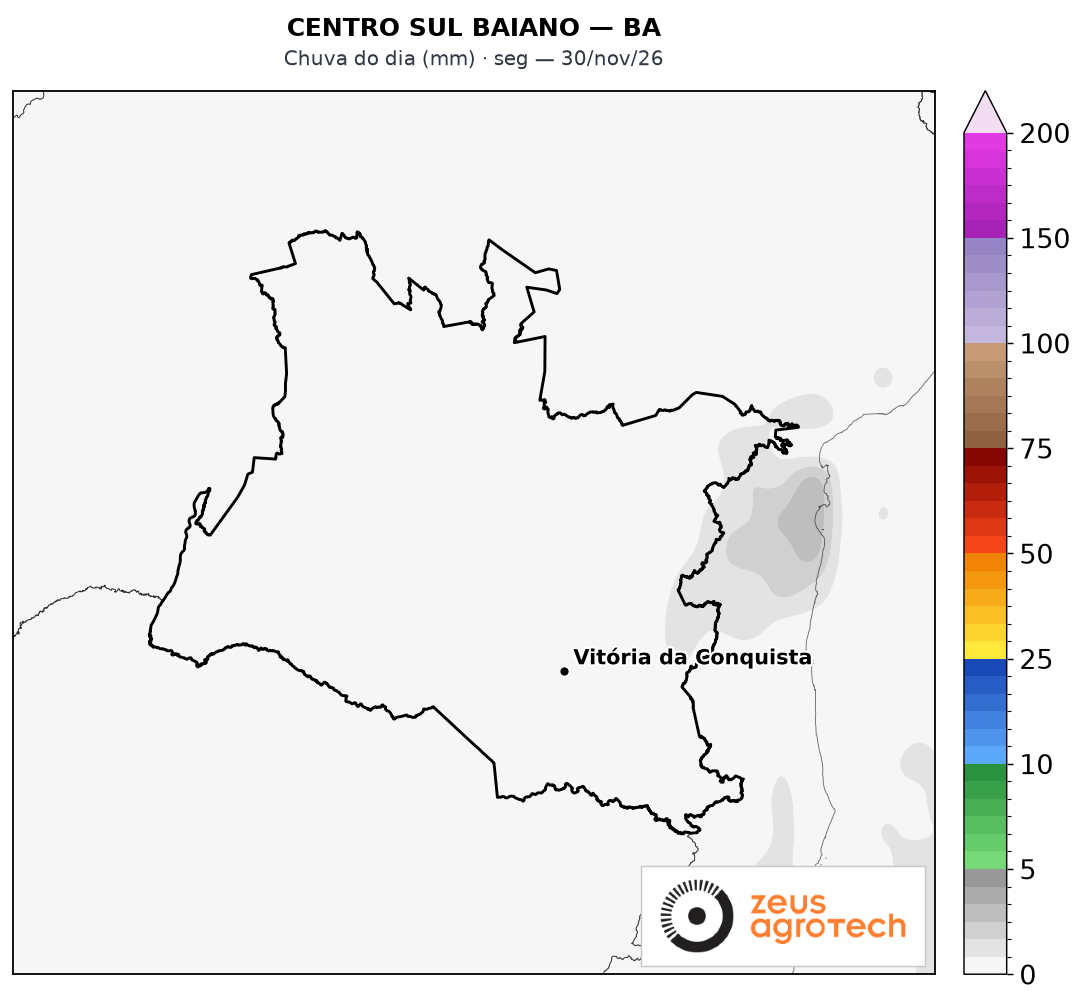 CENTRO SUL BAIANO — BA
Chuva do dia (mm) · seg — 30/nov/26
200
150
100
75
50
25
10
5
0
Vitória da Conquista
zeus
agrotech